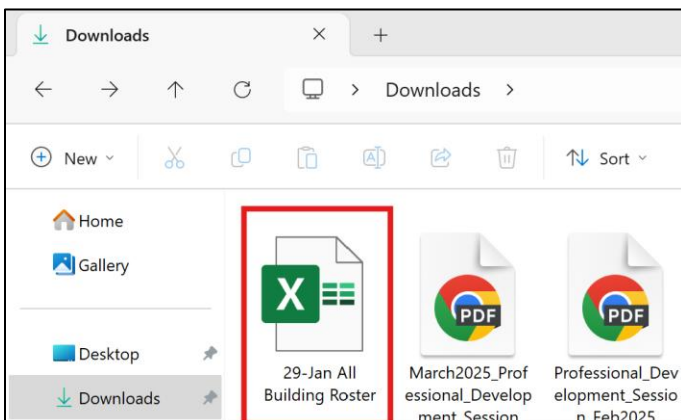 Downloads
Downloads
New
Sort
Home
Gallery
Desktop
Downloads
X
29-Jan All
Building Roster
PDF
March2025_Prof
essional_Develop
ment_Session
PDF
Professional_Dev
elopment_Sessio
n_Feb2025